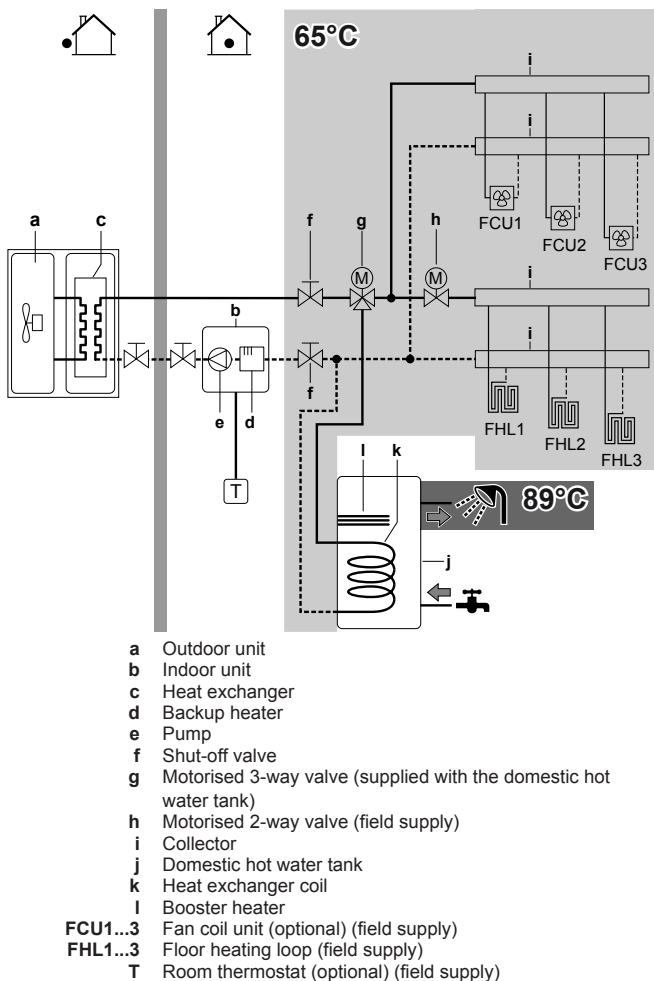 65°C
i
i
FCU1
FCU2
FCU3
a
c
f
g
h
M
M
i
b
i
f
e
d
FHL1
FHL2
FHL3
T
l
k
89°C
j
a Outdoor unit
b Indoor unit
c Heat exchanger
d Backup heater
e Pump
f Shut-off valve
g Motorised 3-way valve (supplied with the domestic hot
water tank)
h Motorised 2-way valve (field supply)
i Collector
j Domestic hot water tank
k Heat exchanger coil
l Booster heater
FCU1...3 Fan coil unit (optional) (field supply)
FHL1...3 Floor heating loop (field supply)
T Room thermostat (optional) (field supply)